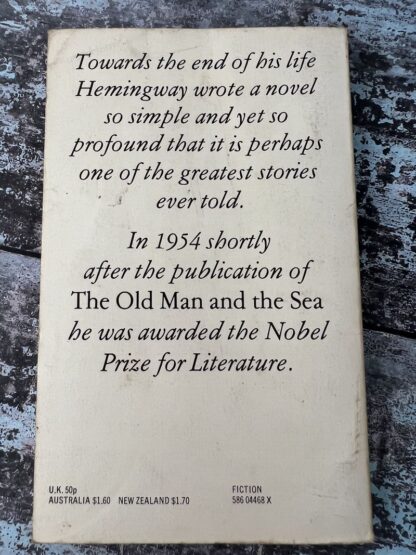 Towards the end of his life
Hemingway wrote a novel
so simple and yet so
profound that it is perhaps
one of the greatest stories
ever told.
In 1954 shortly
after the publication of
The Old Man and the Sea
he was awarded the Nobel
Prize for Literature.
U.K. 50p
AUSTRALIA $1.60 NEW ZEALAND $1.70
FICTION
586 04468 X